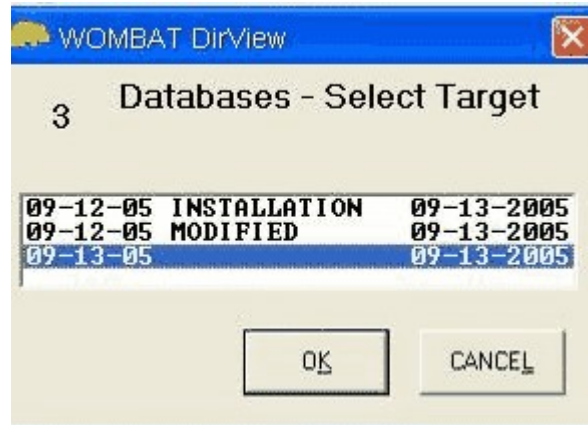 WOMBAT DirView
3 Databases - Select Target
09-12-05 INSTALLATION 09-13-2005
09-12-05 MODIFIED 09-13-2005
09-13-05 09-13-2005
OK CANCEL